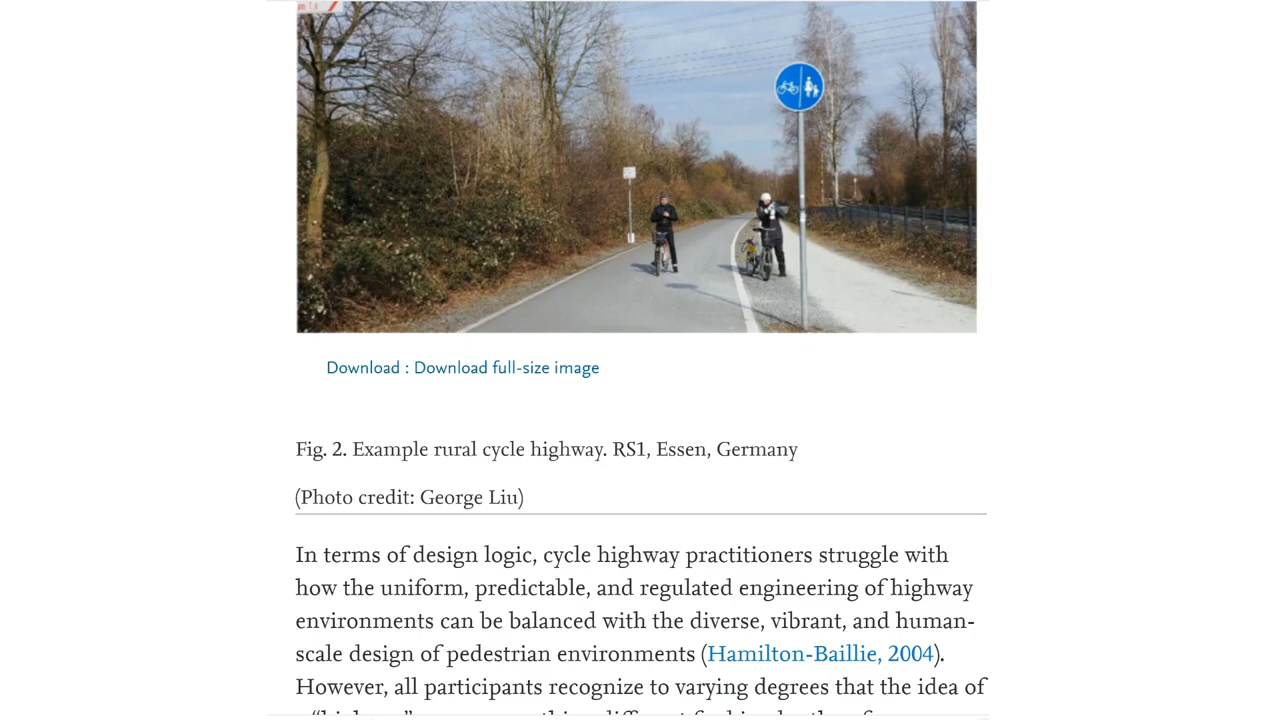 Download : Download full-size image
Fig. 2. Example rural cycle highway. RS1, Essen, Germany
(Photo credit: George Liu)
In terms of design logic, cycle highway practitioners struggle with
how the uniform, predictable, and regulated engineering of highway
environments can be balanced with the diverse, vibrant, and human-
scale design of pedestrian environments (Hamilton-Baillie, 2004).
However, all participants recognize to varying degrees that the idea of